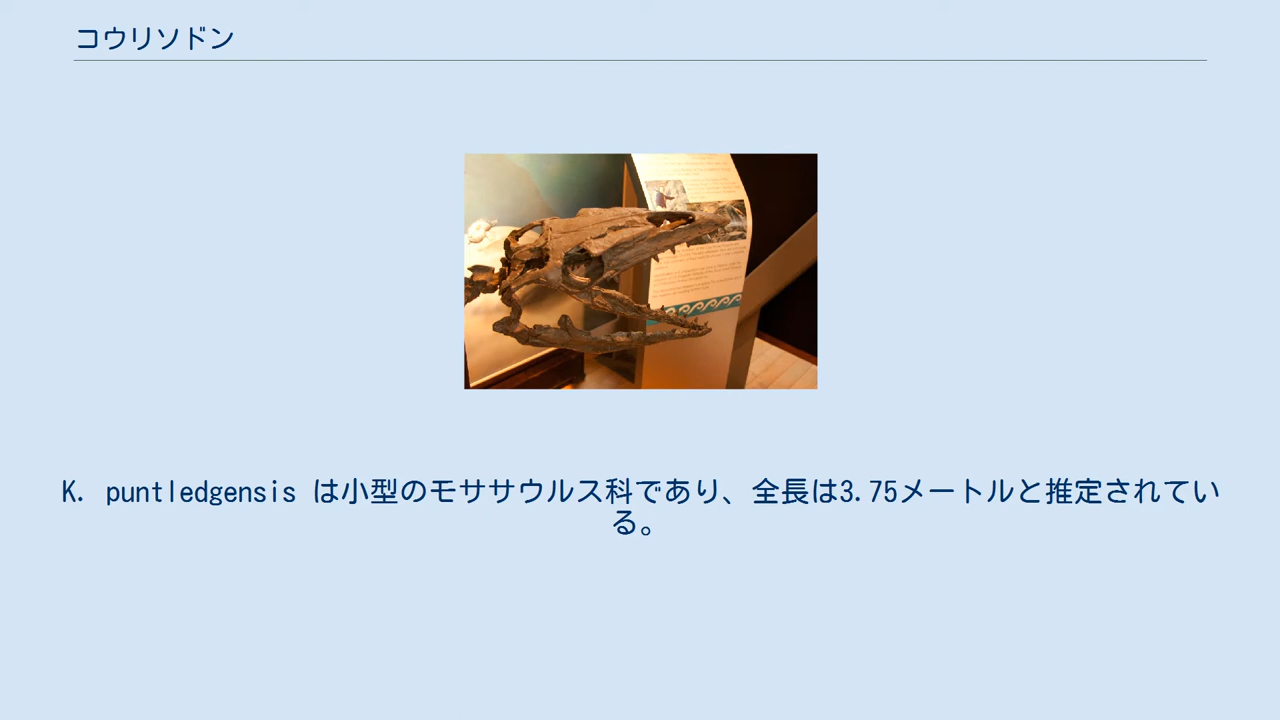 コウリソドン
K. puntledgensis は小型のモササウルス科であり、全長は3.75メートルと推定されてい
る。